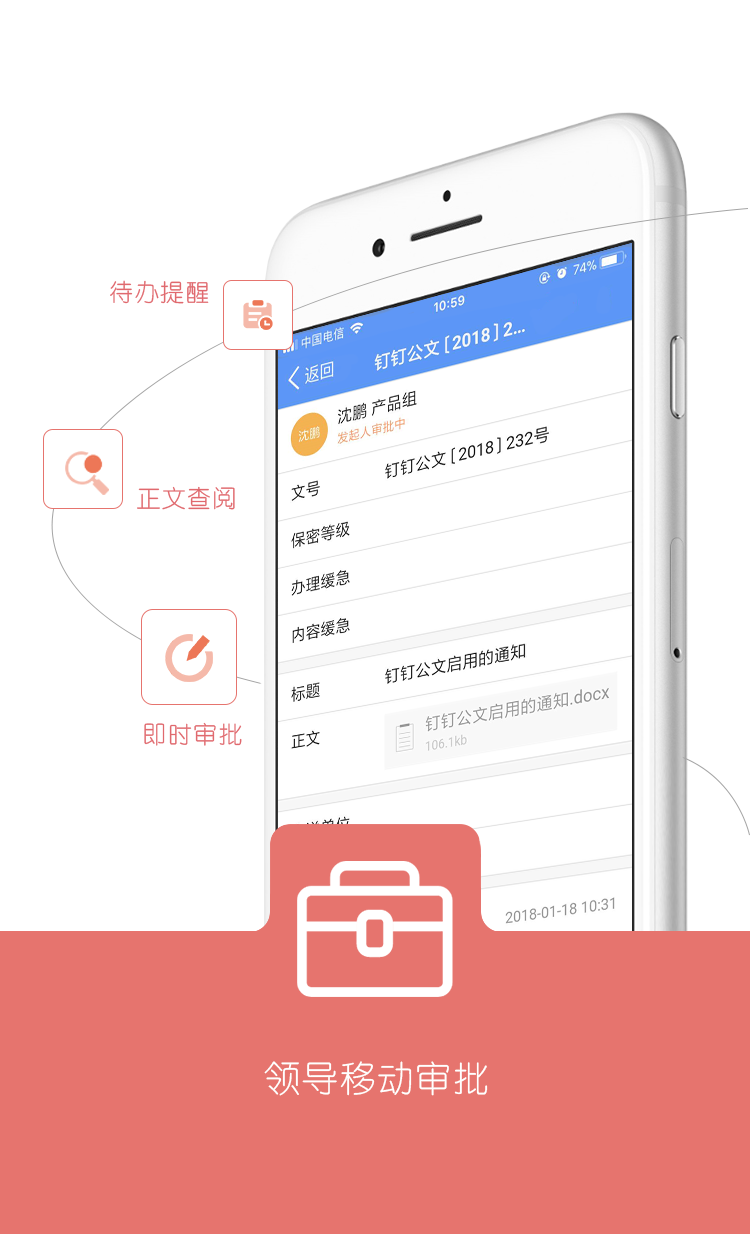 10:59
74%
中国电信
返回
钉钉公文 [ 2018 ] 2...
待办提醒
沈鹏
沈鹏 产品组
发起人审批中
文号
钉钉公文 [ 2018 ] 232号
正文查阅
保密等级
办理缓急
内容缓急
标题
钉钉公文启用的通知
即时审批
正文
钉钉公文启用的通知.docx
106.1kb
单位
2018-01-18 10:31
领导移动审批